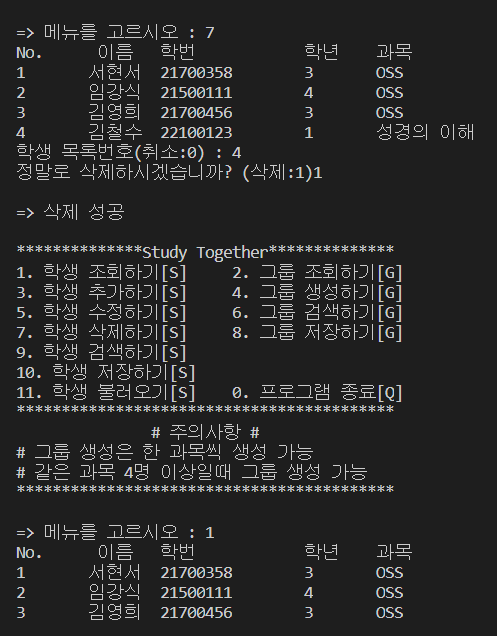 => 메뉴를 고르시오 : 7
No. 이름 학번 학년 과목
1 서현서 21700358 3 OSS
2 임강식 21500111 4 OSS
3 김영희 21700456 3 OSS
4 김철수 22100123 1 성경의 이해
학생 목록번호(취소:0) : 4
정말로 삭제하시겠습니까? (삭제:1)1
=> 삭제 성공
**************Study Together**************
1. 학생 조회하기[S] 2. 그룹 조회하기[G]
3. 학생 추가하기[S] 4. 그룹 생성하기[G]
5. 학생 수정하기[S] 6. 그룹 검색하기[G]
7. 학생 삭제하기[S] 8. 그룹 저장하기[G]
9. 학생 검색하기[S]
10. 학생 저장하기[S]
11. 학생 불러오기[S] 0. 프로그램 종료[Q]
******************************************
# 주의사항 #
# 그룹 생성은 한 과목씩 생성 가능
# 같은 과목 4명 이상일때 그룹 생성 가능
******************************************
=> 메뉴를 고르시오 : 1
No. 이름 학번 학년 과목
1 서현서 21700358 3 OSS
2 임강식 21500111 4 OSS
3 김영희 21700456 3 OSS